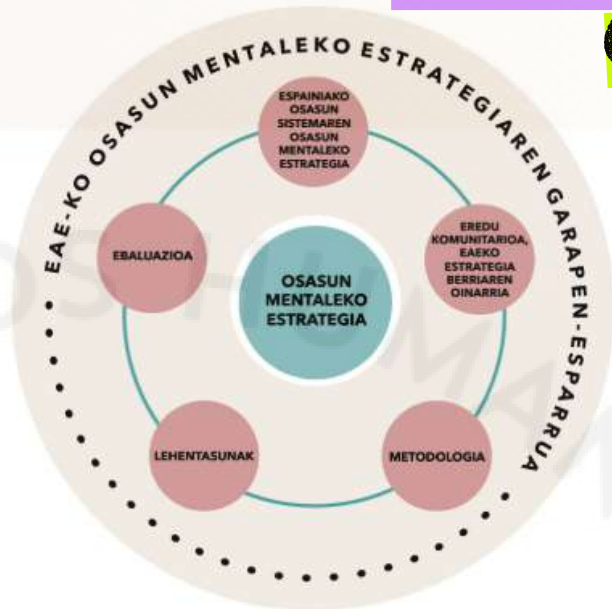 EAE-KO OSASUN MENTALEKO ESTRATEGIAREN GARAPEN-ESPARRUA
ESPAINIAKO
OSASUN
SISTEMAREN
OSASUN
MENTALEKO
ESTRATEGIA
EREDU
KOMUNITARIOA,
EAEKO
ESTRATEGIA
BERRIAREN
OINARRIA
EBALUAZIOA
OSASUN
MENTALEKO
ESTRATEGIA
LEHENTASUNAK
METODOLOGIA